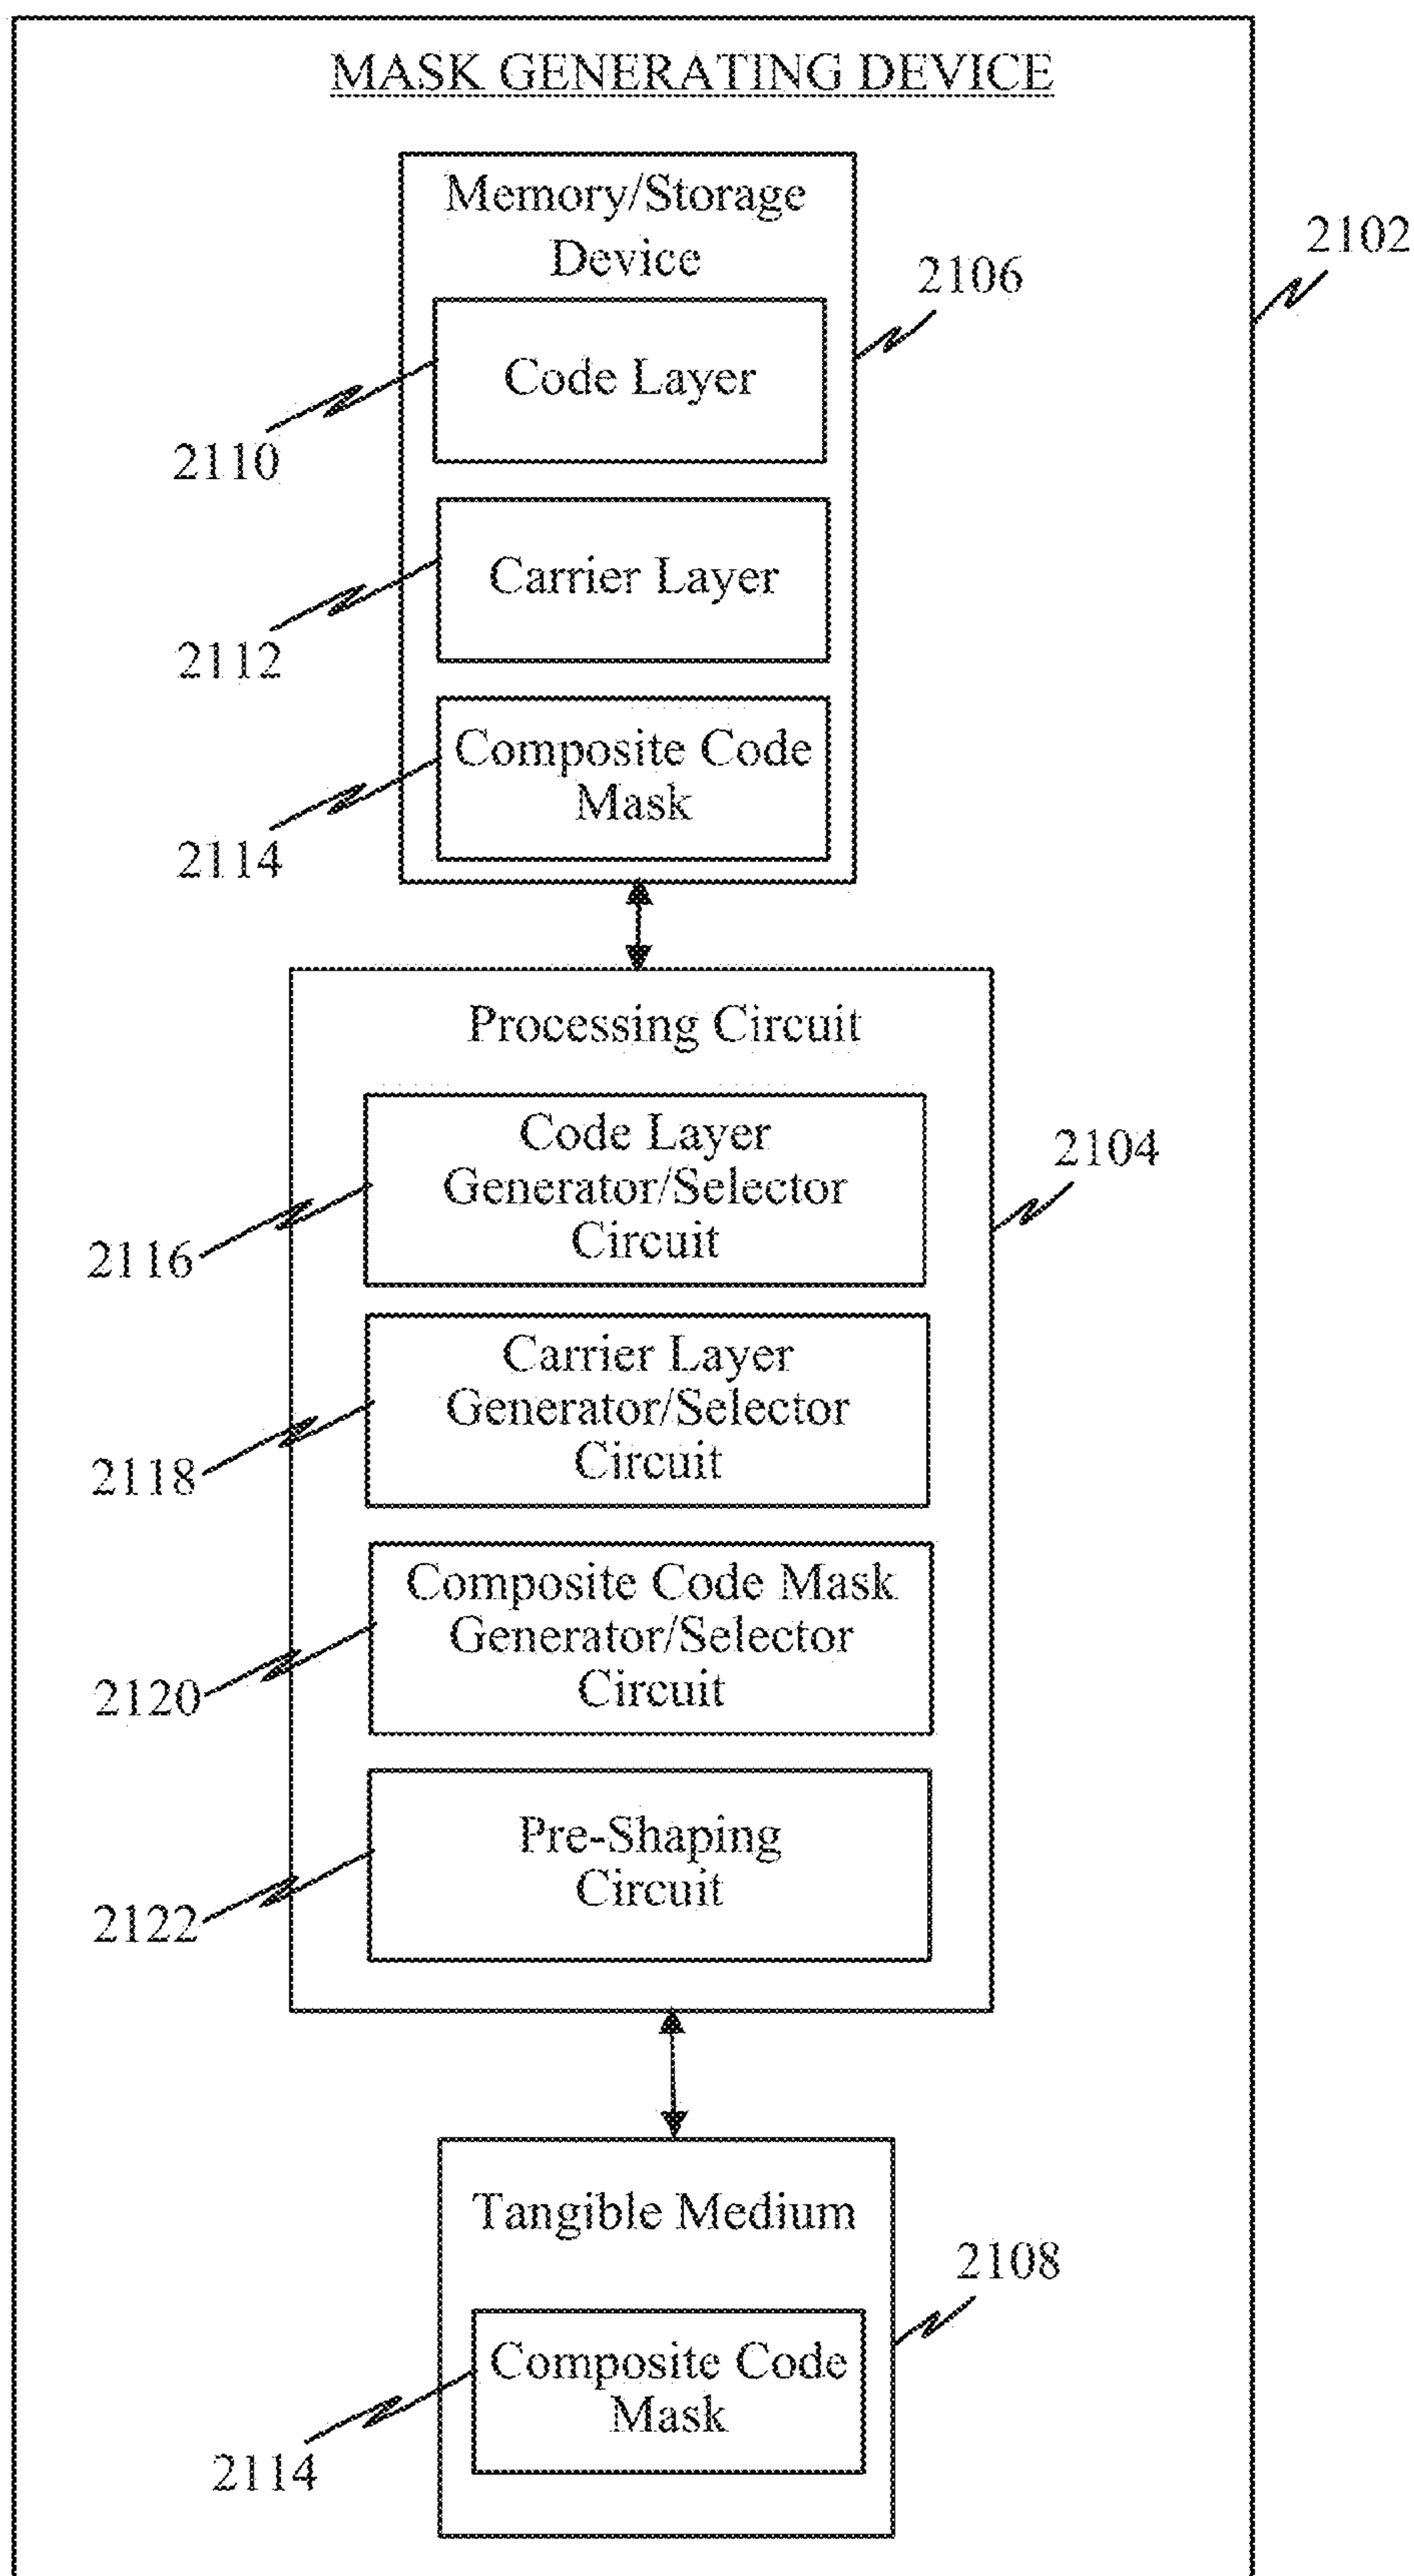 MASK GENERATING DEVICE
Memory/Storage
Device
2102
2106
Code Layer
2110
Carrier Layer
2112
Composite Code
Mask
2114
Processing Circuit
Code Layer
Generator/Selector
Circuit
2104
2116
Carrier Layer
Generator/Selector
Circuit
2118
Composite Code Mask
Generator/Selector
Circuit
2120
Pre-Shaping
Circuit
2122
Tangible Medium
2108
Composite Code
Mask
2114